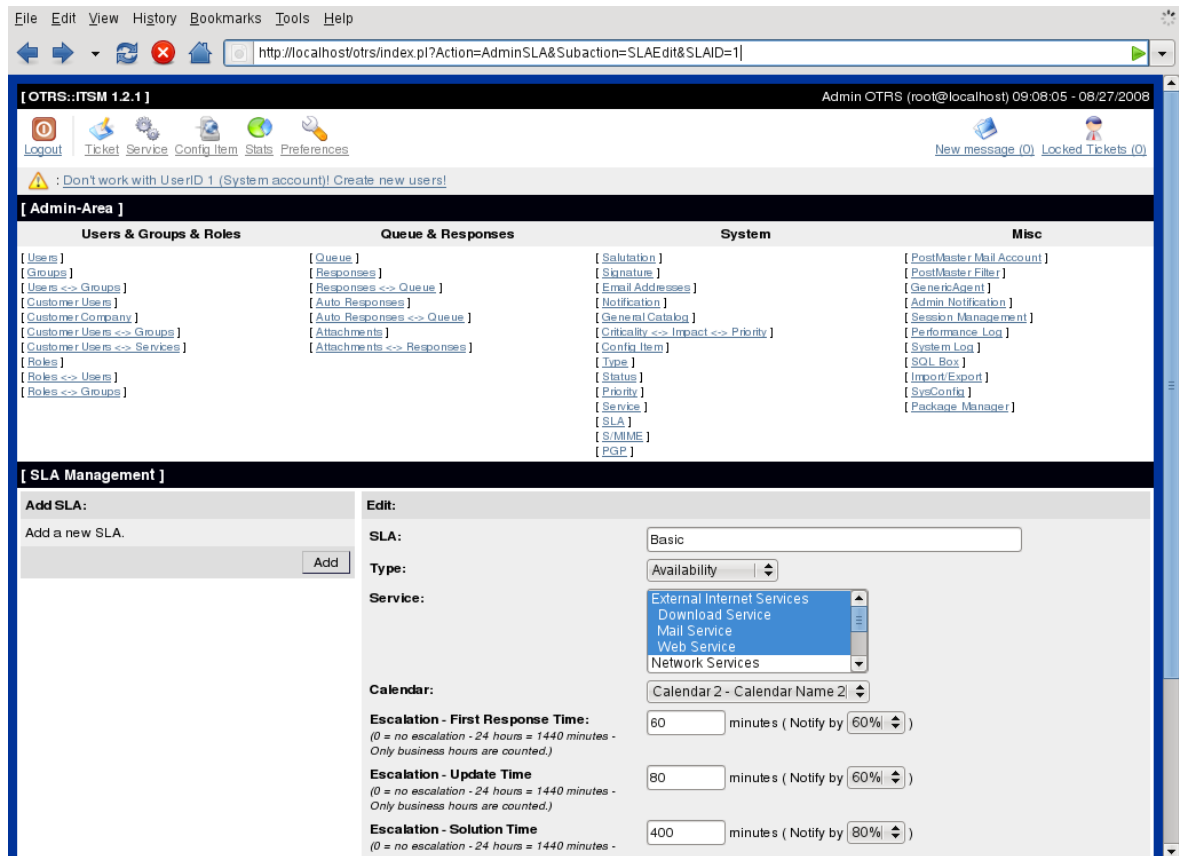 File Edit View History Bookmarks Tools Help
http://localhost/otrs/index.pl?Action=AdminSLA&Subaction=SLAEdit&SLAID=1
[ OTRS::ITSM 1.2.1 ] Admin OTRS (root@localhost) 09:08:05 - 08/27/2008
Logout Ticket Service Config Item Stats Preferences New message (0) Locked Tickets (0)
: Don't work with UserID 1 (System account)! Create new users!
[ Admin-Area ]
Users & Groups & Roles
[ Users ]
[ Groups ]
[ Users <-> Groups ]
[ Customer Users ]
[ Customer Company ]
[ Customer Users <-> Groups ]
[ Customer Users <-> Services ]
[ Roles ]
[ Roles <-> Users ]
[ Roles <-> Groups ]
Queue & Responses
[ Queue ]
[ Responses ]
[ Responses <-> Queue ]
[ Auto Responses ]
[ Auto Responses <-> Queue ]
[ Attachments ]
[ Attachments <-> Responses ]
System
[ Salutation ]
[ Signature ]
[ Email Addresses ]
[ Notification ]
[ General Catalog ]
[ Criticality <-> Impact <-> Priority ]
[ Config Item ]
[ Type ]
[ Status ]
[ Priority ]
[ Service ]
[ SLA ]
[ S/MIME ]
[ PGP ]
Misc
[ PostMaster Mail Account ]
[ PostMaster Filter ]
[ GenericAgent ]
[ Admin Notification ]
[ Session Management ]
[ Performance Log ]
[ System Log ]
[ SQL Box ]
[ Import/Export ]
[ SysConfig ]
[ Package Manager ]
[ SLA Management ]
Add SLA:
Add a new SLA.
Add
Edit:
SLA: Basic
Type: Availability
Service: External Internet Services
Download Service
Mail Service
Web Service
Network Services
Calendar: Calendar 2 - Calendar Name 2
Escalation - First Response Time: 60 minutes ( Notify by 60% )
(0 = no escalation - 24 hours = 1440 minutes -
Only business hours are counted.)
Escalation - Update Time 80 minutes ( Notify by 60% )
(0 = no escalation - 24 hours = 1440 minutes -
Only business hours are counted.)
Escalation - Solution Time 400 minutes ( Notify by 80% )
(0 = no escalation - 24 hours = 1440 minutes -